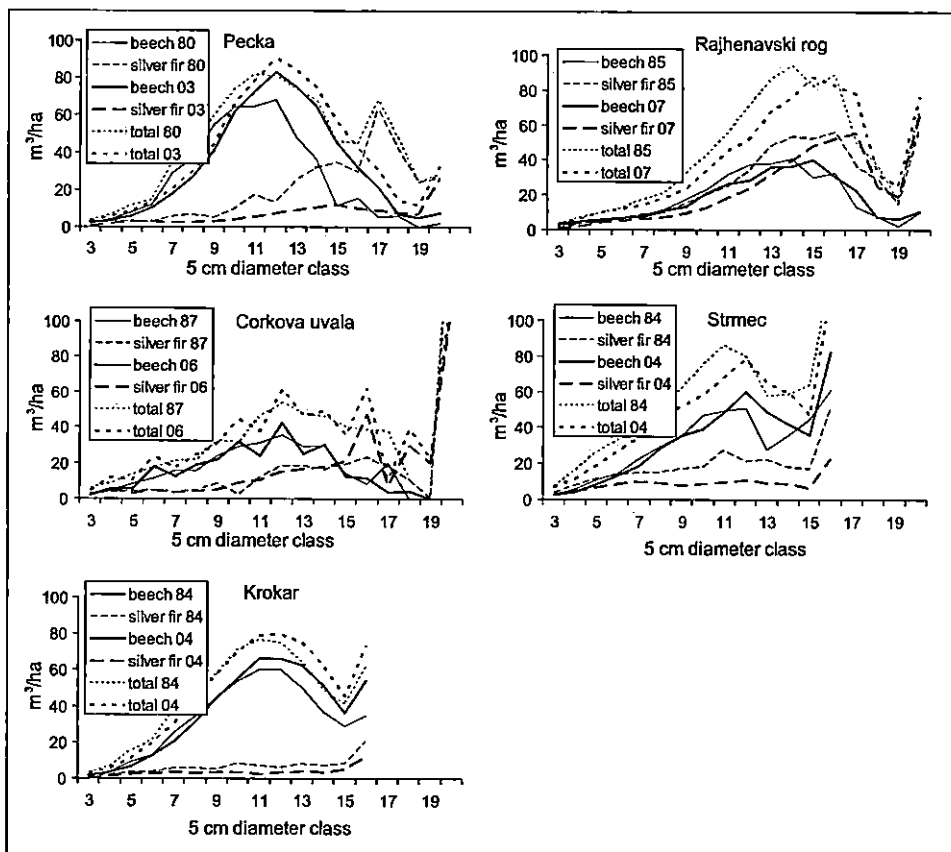 Pecka
m³/ha
100
80
60
40
20
0
beech 80
silver fir 80
beech 03
silver fir 03
total 80
total 03
3 5 7 9 11 13 15 17 19
5 cm diameter class
Rajhenavski rog
m³/ha
100
80
60
40
20
0
beech 85
silver fir 85
beech 07
silver fir 07
total 85
total 07
3 5 7 9 11 13 15 17 19
5 cm diameter class
Corkova uvala
m³/ha
100
80
60
40
20
0
beech 87
silver fir 87
beech 06
silver fir 06
total 87
total 06
3 5 7 9 11 13 15 17 19
5 cm diameter class
Strmec
m³/ha
100
80
60
40
20
0
beech 84
silver fir 84
beech 04
silver fir 04
total 84
total 04
3 5 7 9 11 13 15 17 19
5 cm diameter class
Krokar
m³/ha
100
80
60
40
20
0
beech 84
silver fir 84
beech 04
silver fir 04
total 84
total 04
3 5 7 9 11 13 15 17 19
5 cm diameter class